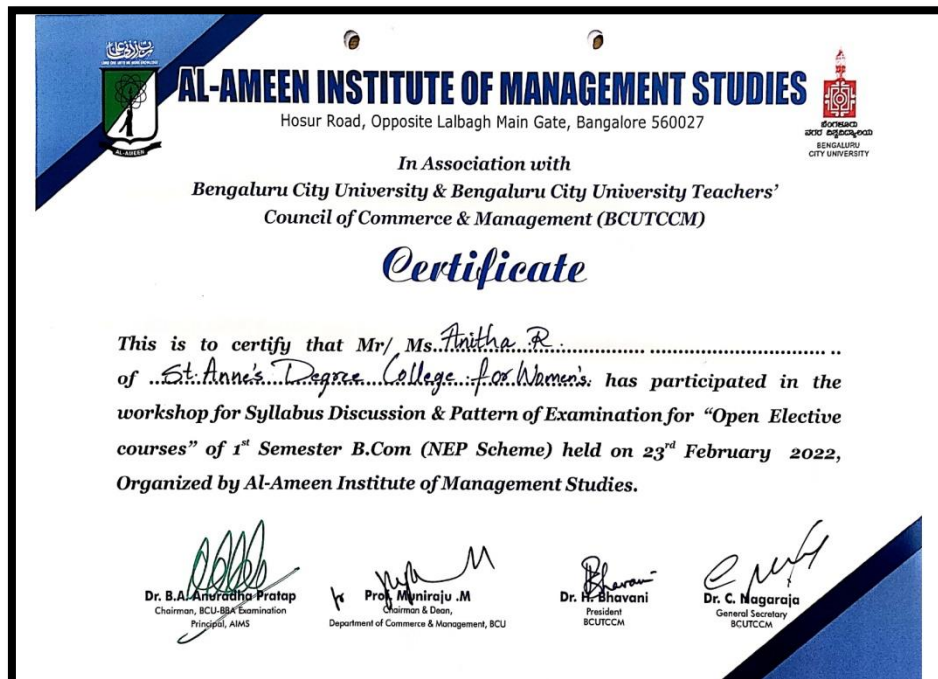 AL-AMEEN INSTITUTE OF MANAGEMENT STUDIES
Hosur Road, Opposite Lalbagh Main Gate, Bangalore 560027
AL-AMEEN
ಬೆಂಗಳೂರು
ನಗರ ವಿಶ್ವವಿದ್ಯಾಲಯ
BENGALURU
CITY UNIVERSITY
In Association with
Bengaluru City University & Bengaluru City University Teachers'
Council of Commerce & Management (BCUTCCM)
Certificate
This is to certify that Mr/ Ms. Anitha R.
of St. Anne's Degree College for Women's. has participated in the
workshop for Syllabus Discussion & Pattern of Examination for “Open Elective
courses” of 1st Semester B.Com (NEP Scheme) held on 23rd February 2022,
Organized by Al-Ameen Institute of Management Studies.
Dr. B.A. Anuradha Pratap
Chairman, BCU-BBA Examination
Principal, AIMS
for Prof. Muniraju .M
Chairman & Dean,
Department of Commerce & Management, BCU
Bhavani
Dr. H. Bhavani
President
BCUTCCM
Dr. C. Nagaraja
General Secretary
BCUTCCM